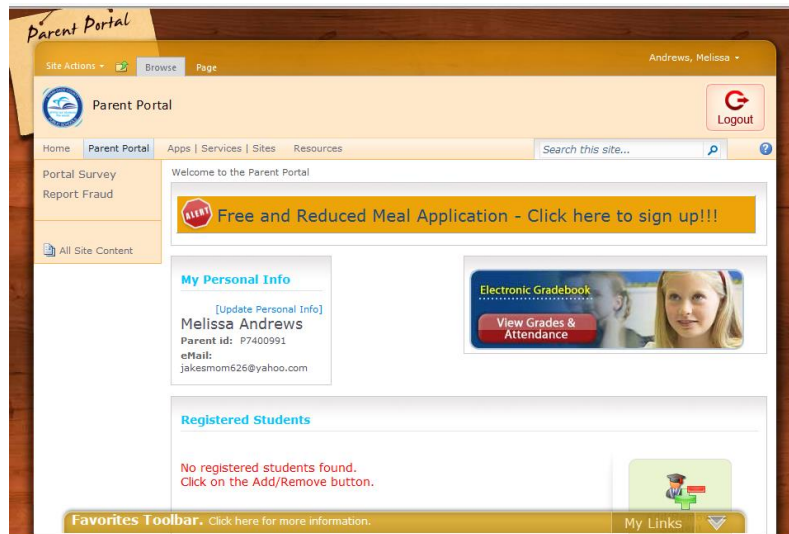 Parent Portal
Andrews, Melissa
Site Actions
Browse
Page
Parent Portal
Logout
Home
Parent Portal
Apps | Services | Sites
Resources
Search this site...
Portal Survey
Report Fraud
All Site Content
Welcome to the Parent Portal
ALERT
Free and Reduced Meal Application - Click here to sign up!!!
My Personal Info
[Update Personal Info]
Melissa Andrews
Parent id: P7400991
eMail:
jakesmom626@yahoo.com
Electronic Gradebook
View Grades &
Attendance
Registered Students
No registered students found.
Click on the Add/Remove button.
Favorites Toolbar. Click here for more information.
My Links